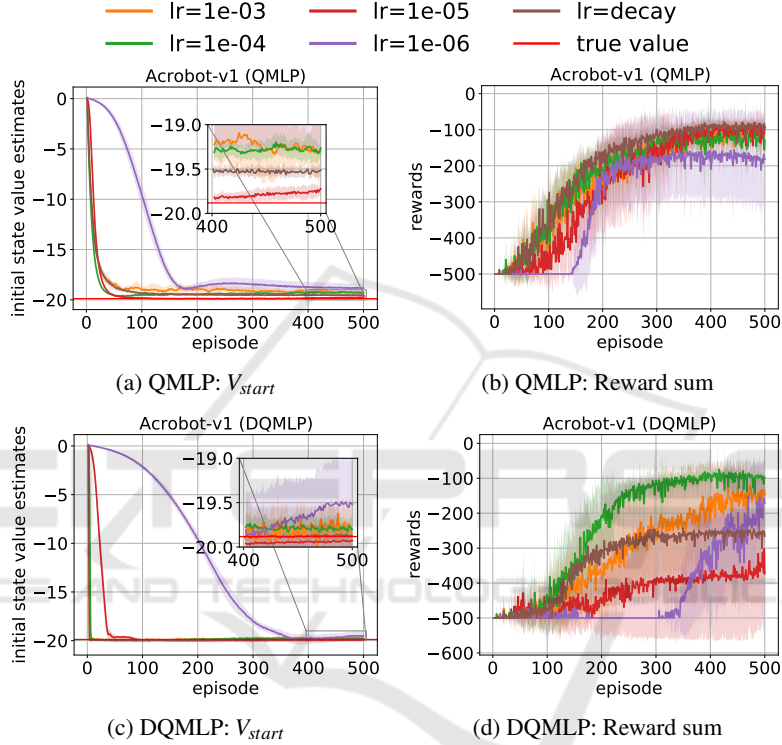 lr=1e-03 lr=1e-05 lr=decay
lr=1e-04 lr=1e-06 true value
Acrobot-v1 (QMLP)
initial state value estimates
0
−5
−10
−15
−20
−19.0
−19.5
−20.0
400 500
0 100 200 300 400 500
episode
(a) QMLP: V_start
Acrobot-v1 (QMLP)
rewards
0
−100
−200
−300
−400
−500
0 100 200 300 400 500
episode
(b) QMLP: Reward sum
Acrobot-v1 (DQMLP)
initial state value estimates
0
−5
−10
−15
−20
−19.0
−19.5
−20.0
400 500
0 100 200 300 400 500
episode
(c) DQMLP: V_start
Acrobot-v1 (DQMLP)
rewards
0
−100
−200
−300
−400
−500
−600
0 100 200 300 400 500
episode
(d) DQMLP: Reward sum
AND TECHNOLOGY